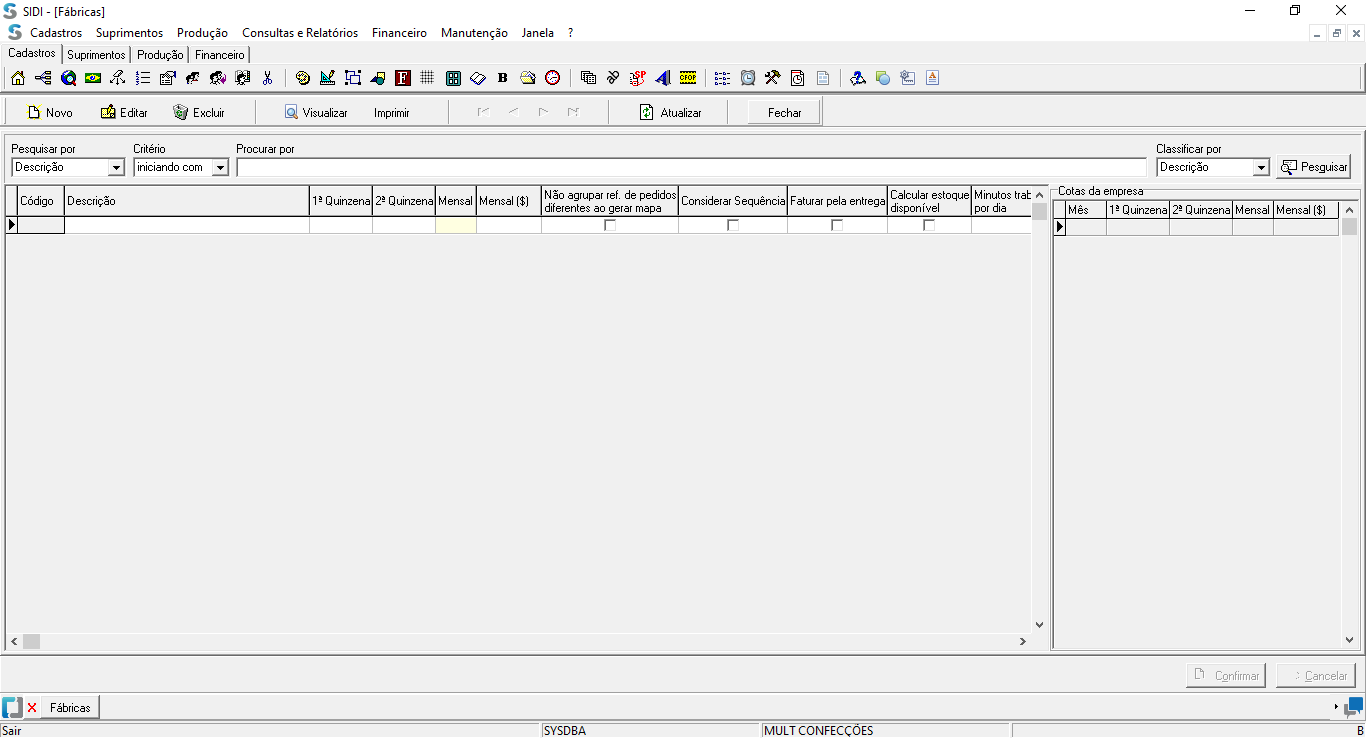 SIDI - [Fábricas]
Cadastros Suprimentos Produção Consultas e Relatórios Financeiro Manutenção Janela ?
Cadastros Suprimentos Produção Financeiro
F B SP CFOP A
Novo Editar Excluir Visualizar Imprimir Atualizar Fechar
Pesquisar por Critério Procurar por Classificar por
Descrição iniciando com Descrição Pesquisar
Código Descrição 1ª Quinzena 2ª Quinzena Mensal Mensal ($) Não agrupar ref. de pedidos
diferentes ao gerar mapa Considerar Sequência Faturar pela entrega Calcular estoque
disponível Minutos trab
por dia
Cotas da empresa
Mês 1ª Quinzena 2ª Quinzena Mensal Mensal ($)
Confirmar Cancelar
Fábricas
Sair SYSDBA MULT CONFECÇÕES B